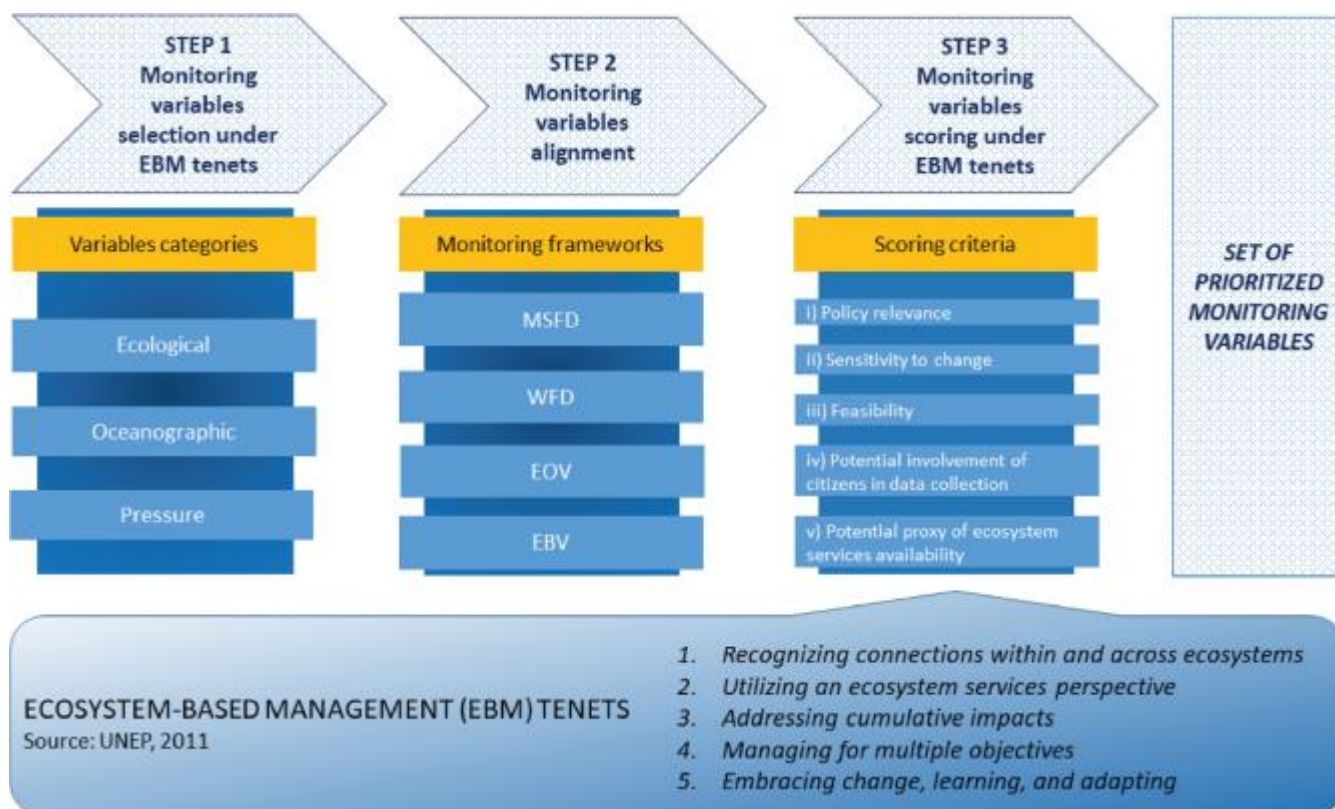 STEP 1
Monitoring
variables
selection under
EBM tenets
Variables categories
Ecological
Oceanographic
Pressure
STEP 2
Monitoring
variables
alignment
Monitoring frameworks
MSFD
WFD
EOV
EBV
STEP 3
Monitoring
variables
scoring under
EBM tenets
Scoring criteria
i) Policy relevance
ii) Sensitivity to change
iii) Feasibility
iv) Potential involvement of
citizens in data collection
v) Potential proxy of ecosystem
services availability
SET OF
PRIORITIZED
MONITORING
VARIABLES
ECOSYSTEM-BASED MANAGEMENT (EBM) TENETS
Source: UNEP, 2011
1. Recognizing connections within and across ecosystems
2. Utilizing an ecosystem services perspective
3. Addressing cumulative impacts
4. Managing for multiple objectives
5. Embracing change, learning, and adapting